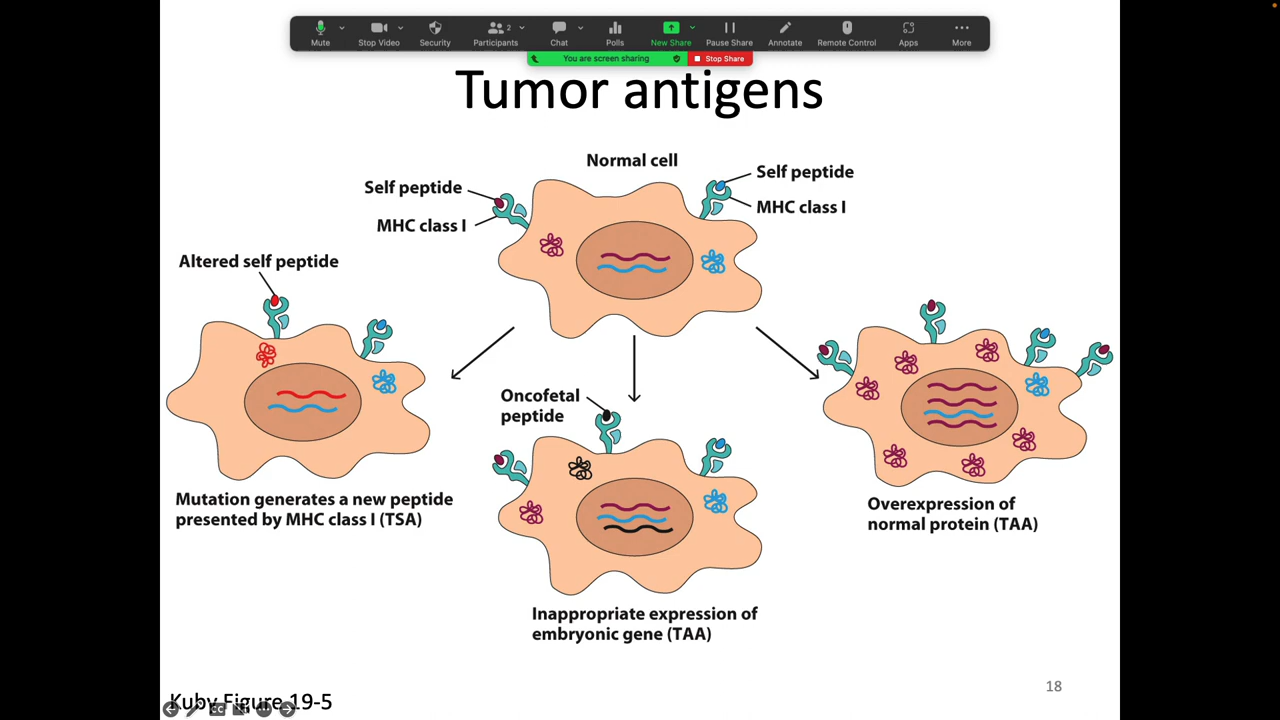 Mute
Stop Video
Security
Participants
2
Chat
Polls
New Share
Pause Share
Annotate
Remote Control
Apps
More
You are screen sharing
Stop Share
Tumor antigens
Normal cell
Self peptide
MHC class I
Self peptide
MHC class I
Altered self peptide
Oncofetal
peptide
Mutation generates a new peptide
presented by MHC class I (TSA)
Overexpression of
normal protein (TAA)
Inappropriate expression of
embryonic gene (TAA)
18
Kuby Figure 19-5
CC